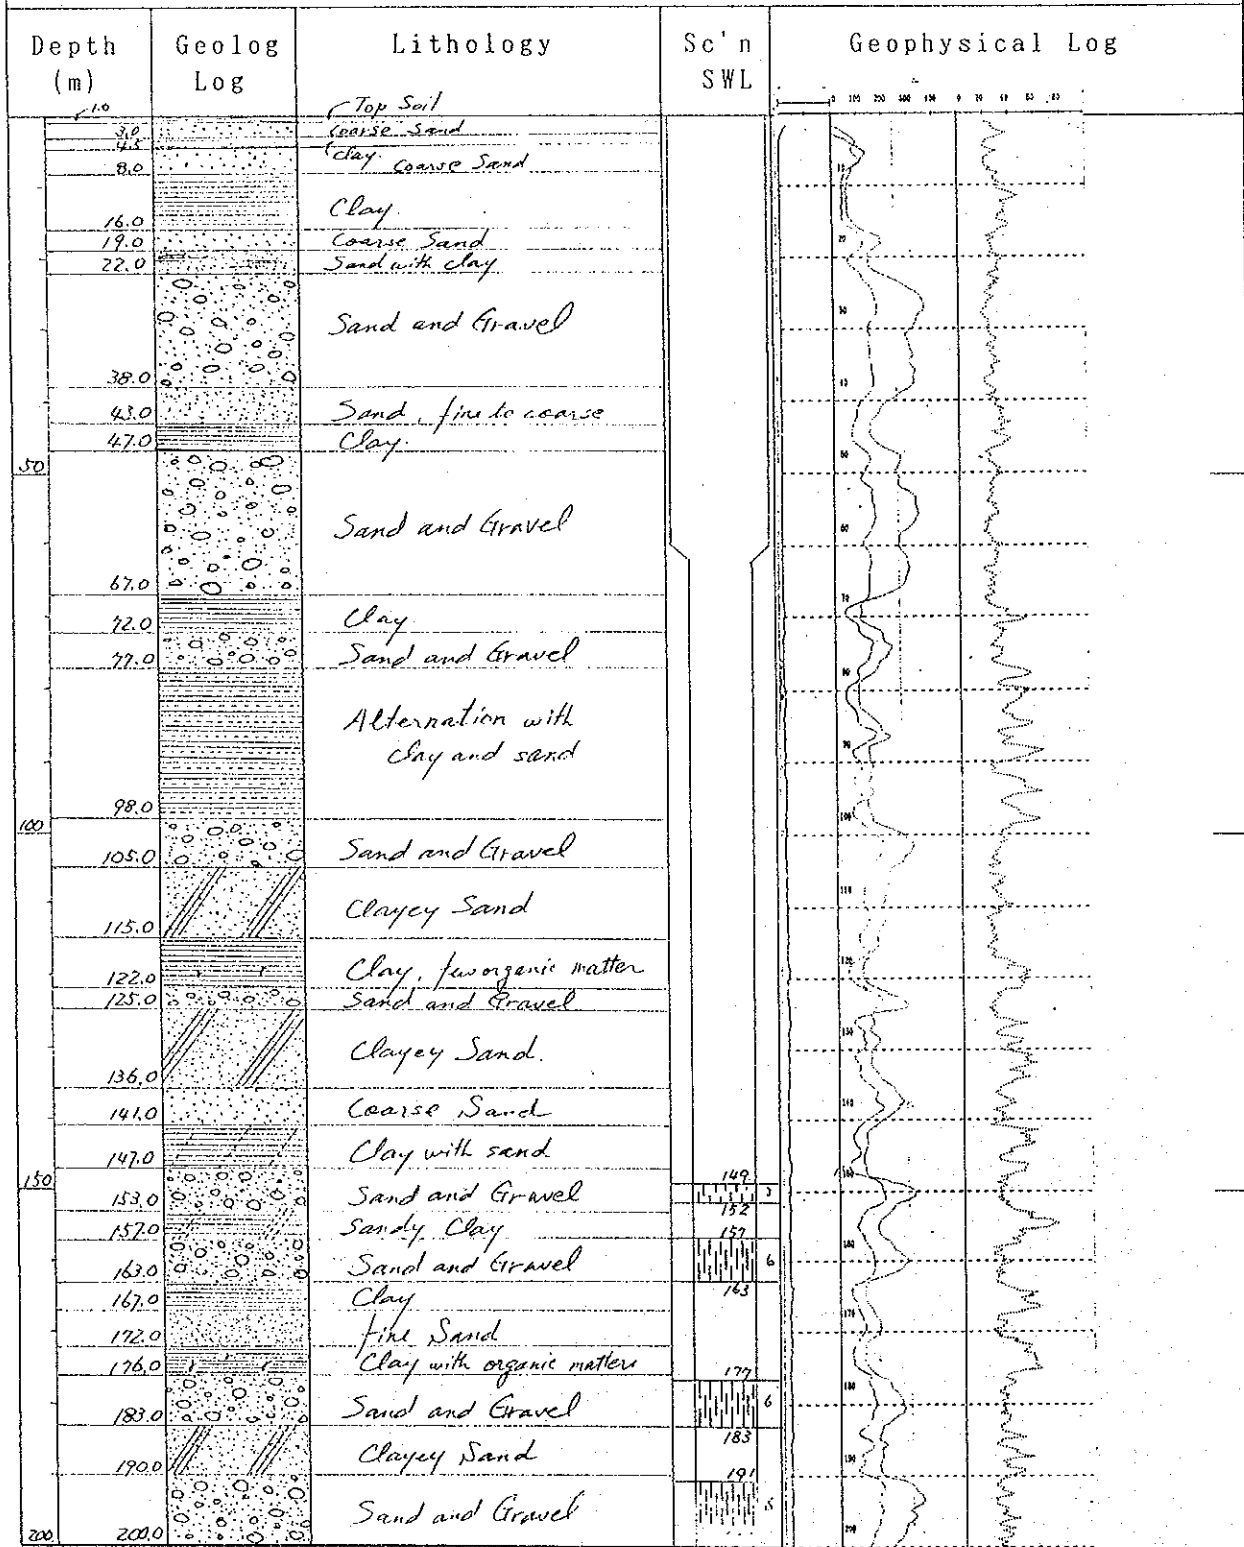 Depth Geolog Lithology Sc'n Geophysical Log
(m) Log SWL
1.0 Top Soil
3.0 Coarse Sand
4.5 Clay
8.0 Coarse Sand
16.0 Clay
19.0 Coarse Sand
22.0 Sand with clay
Sand and Gravel
38.0
43.0 Sand, fine to coarse
47.0 Clay
50
Sand and Gravel
67.0
72.0 Clay
77.0 Sand and Gravel
Alternation with
clay and sand
98.0
100
105.0 Sand and Gravel
115.0 Clayey Sand
122.0 Clay, few organic matter
125.0 Sand and Gravel
136.0 Clayey Sand.
141.0 Coarse Sand
147.0 Clay with sand
149
150
153.0 Sand and Gravel 3
152
157.0 Sandy Clay 157
163.0 Sand and Gravel 6
163
167.0 Clay
172.0 fine Sand
176.0 Clay with organic matters
177
183.0 Sand and Gravel 6
183
190.0 Clayey Sand
191
Sand and Gravel 5
200 200.0